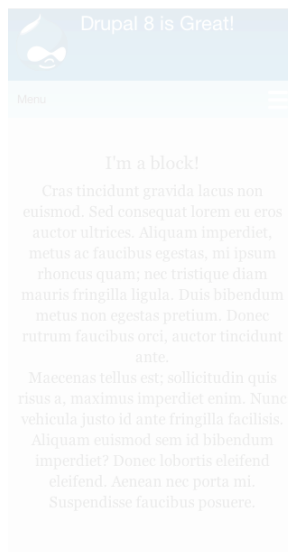 Drupal 8 is Great!
Menu
I'm a block!
Cras tincidunt gravida lacus non
euismod. Sed consequat lorem eu eros
auctor ultrices. Aliquam imperdiet,
metus ac faucibus egestas, mi ipsum
rhoncus quam; nec tristique diam
mauris fringilla ligula. Duis bibendum
metus non egestas pretium. Donec
rutrum faucibus orci, auctor tincidunt
ante.
Maecenas tellus est; sollicitudin quis
risus a, maximus imperdiet enim. Nunc
vehicula justo id ante fringilla facilisis.
Aliquam euismod sem id bibendum
imperdiet? Donec lobortis eleifend
eleifend. Aenean nec porta mi.
Suspendisse faucibus posuere.